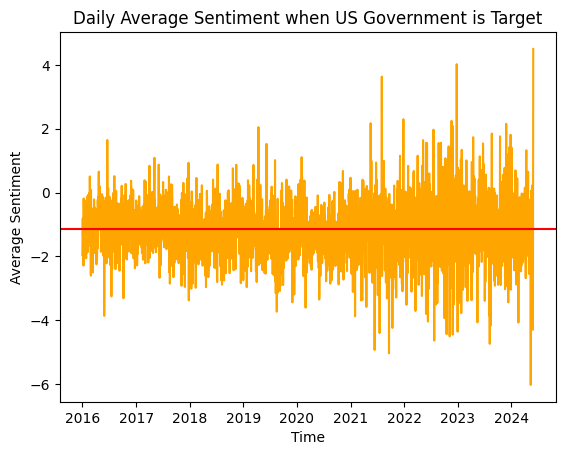 Daily Average Sentiment when US Government is Target
Average Sentiment
4
2
0
−2
−4
−6
2016 2017 2018 2019 2020 2021 2022 2023 2024
Time